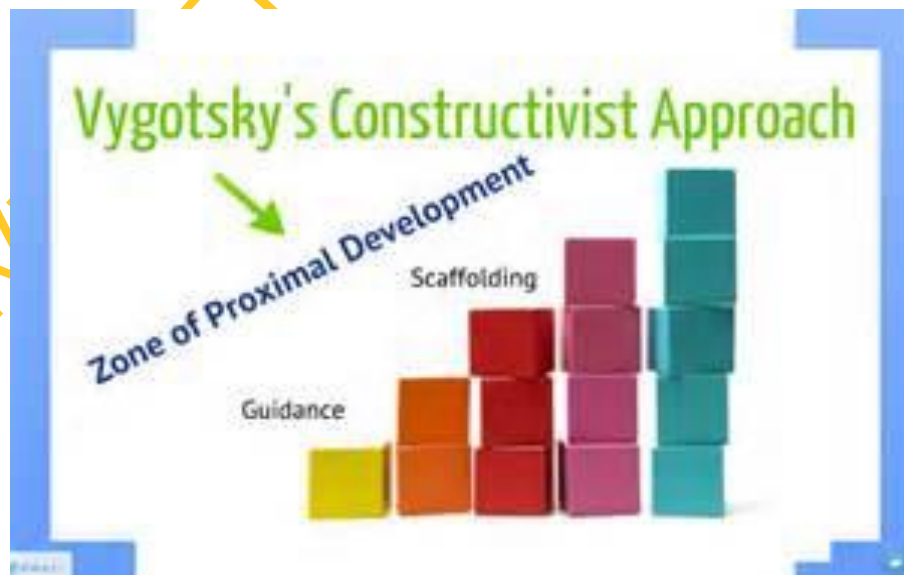 Vygotsky's Constructivist Approach
Zone of Proximal Development
Scaffolding
Guidance